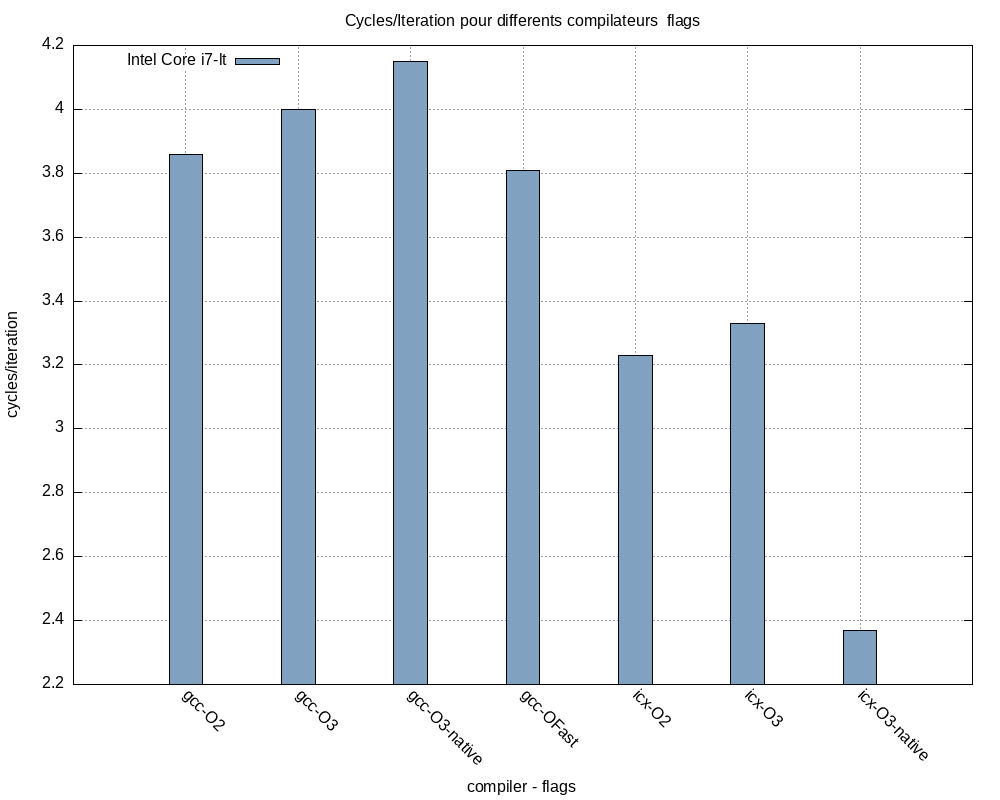 Cycles/Iteration pour differents compilateurs  flags
Intel Core i7-lt
4.2
4
3.8
3.6
3.4
3.2
3
2.8
2.6
2.4
2.2
cycles/iteration
gcc-O2
gcc-O3
gcc-O3-native
gcc-OFast
icx-O2
icx-O3
icx-O3-native
compiler - flags